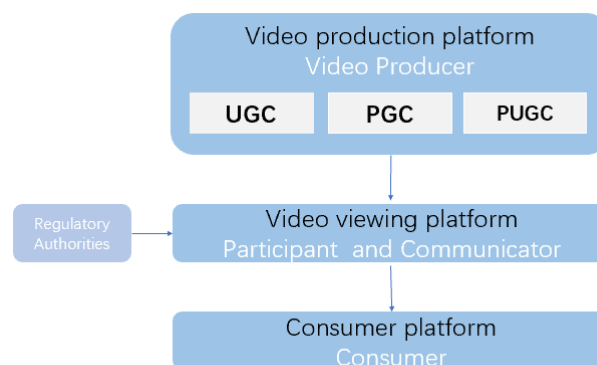 Video production platform
Video Producer
UGC
PGC
PUGC
Regulatory
Authorities
Video viewing platform
Participant and Communicator
Consumer platform
Consumer